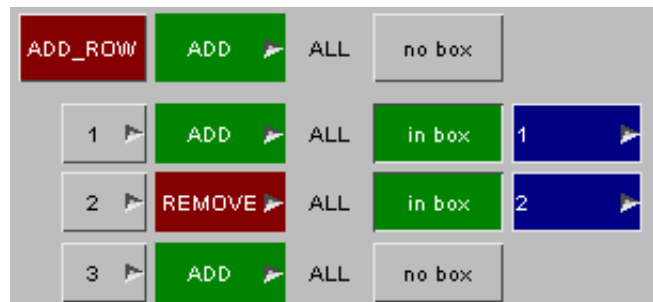 ADD_ROW ADD ALL no box
1 ADD ALL in box 1
2 REMOVE ALL in box 2
3 ADD ALL no box